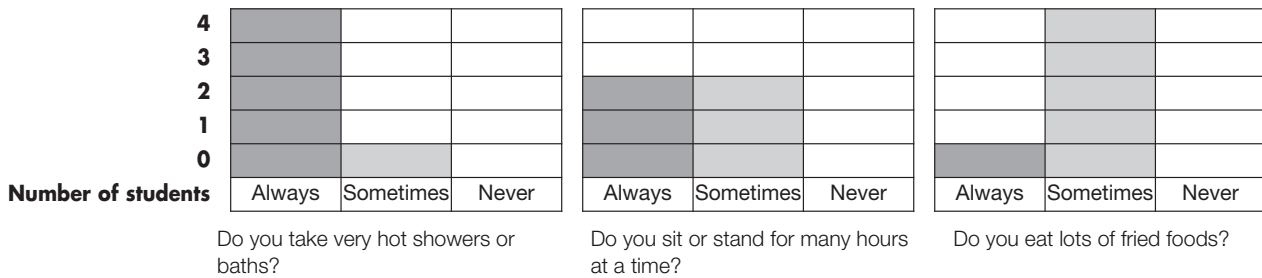 4
3
2
1
0
Number of students Always Sometimes Never Always Sometimes Never Always Sometimes Never
Do you take very hot showers or
baths?
Do you sit or stand for many hours
at a time?
Do you eat lots of fried foods?